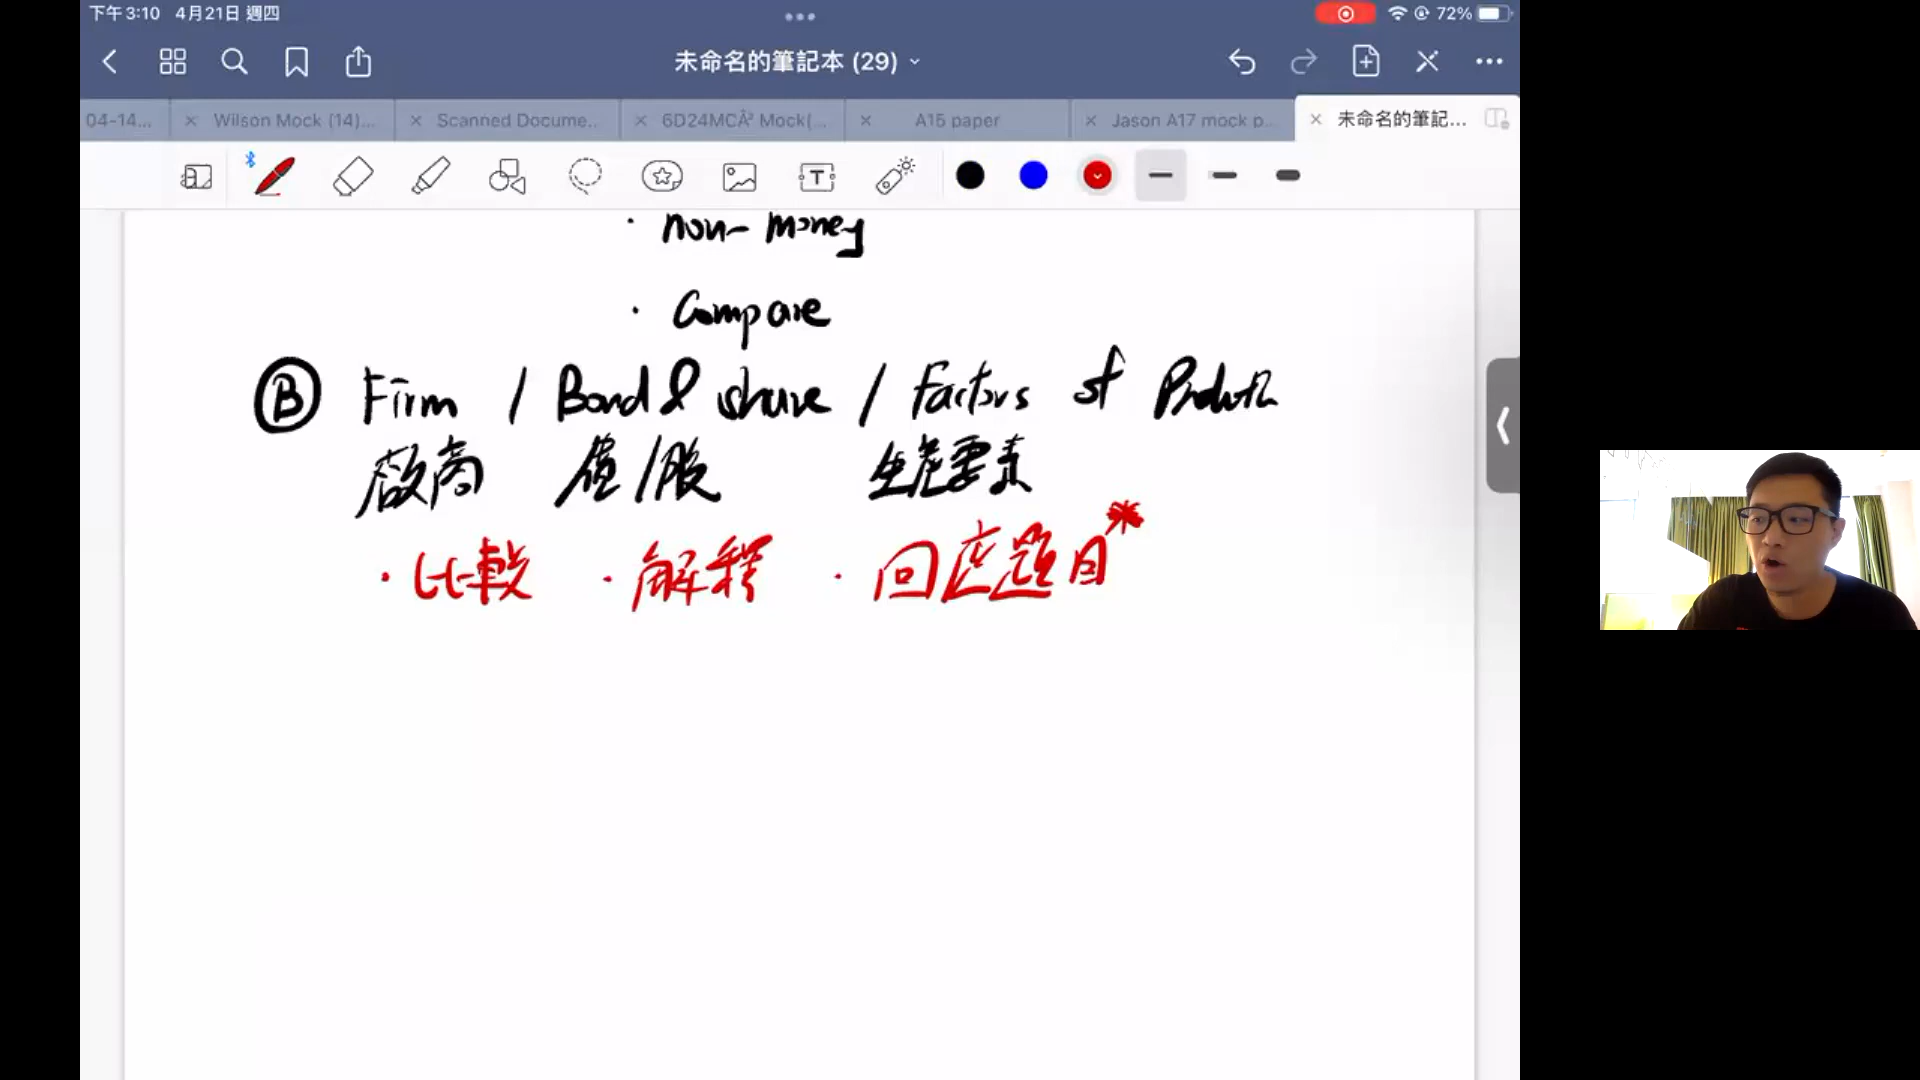 下午3:10 4月21日 週四
72%
未命名的筆記本 (29)
04-14...
Wilson Mock (14)...
Scanned Docume...
6D24MCÂ² Mock(...
A15 paper
Jason A17 mock p...
未命名的筆記...
· non-money
· Compare
Ⓑ Firm / Bond & share / Factors of
廠商 債/股 生產要素
· 比較 · 解釋 · 回應題目*